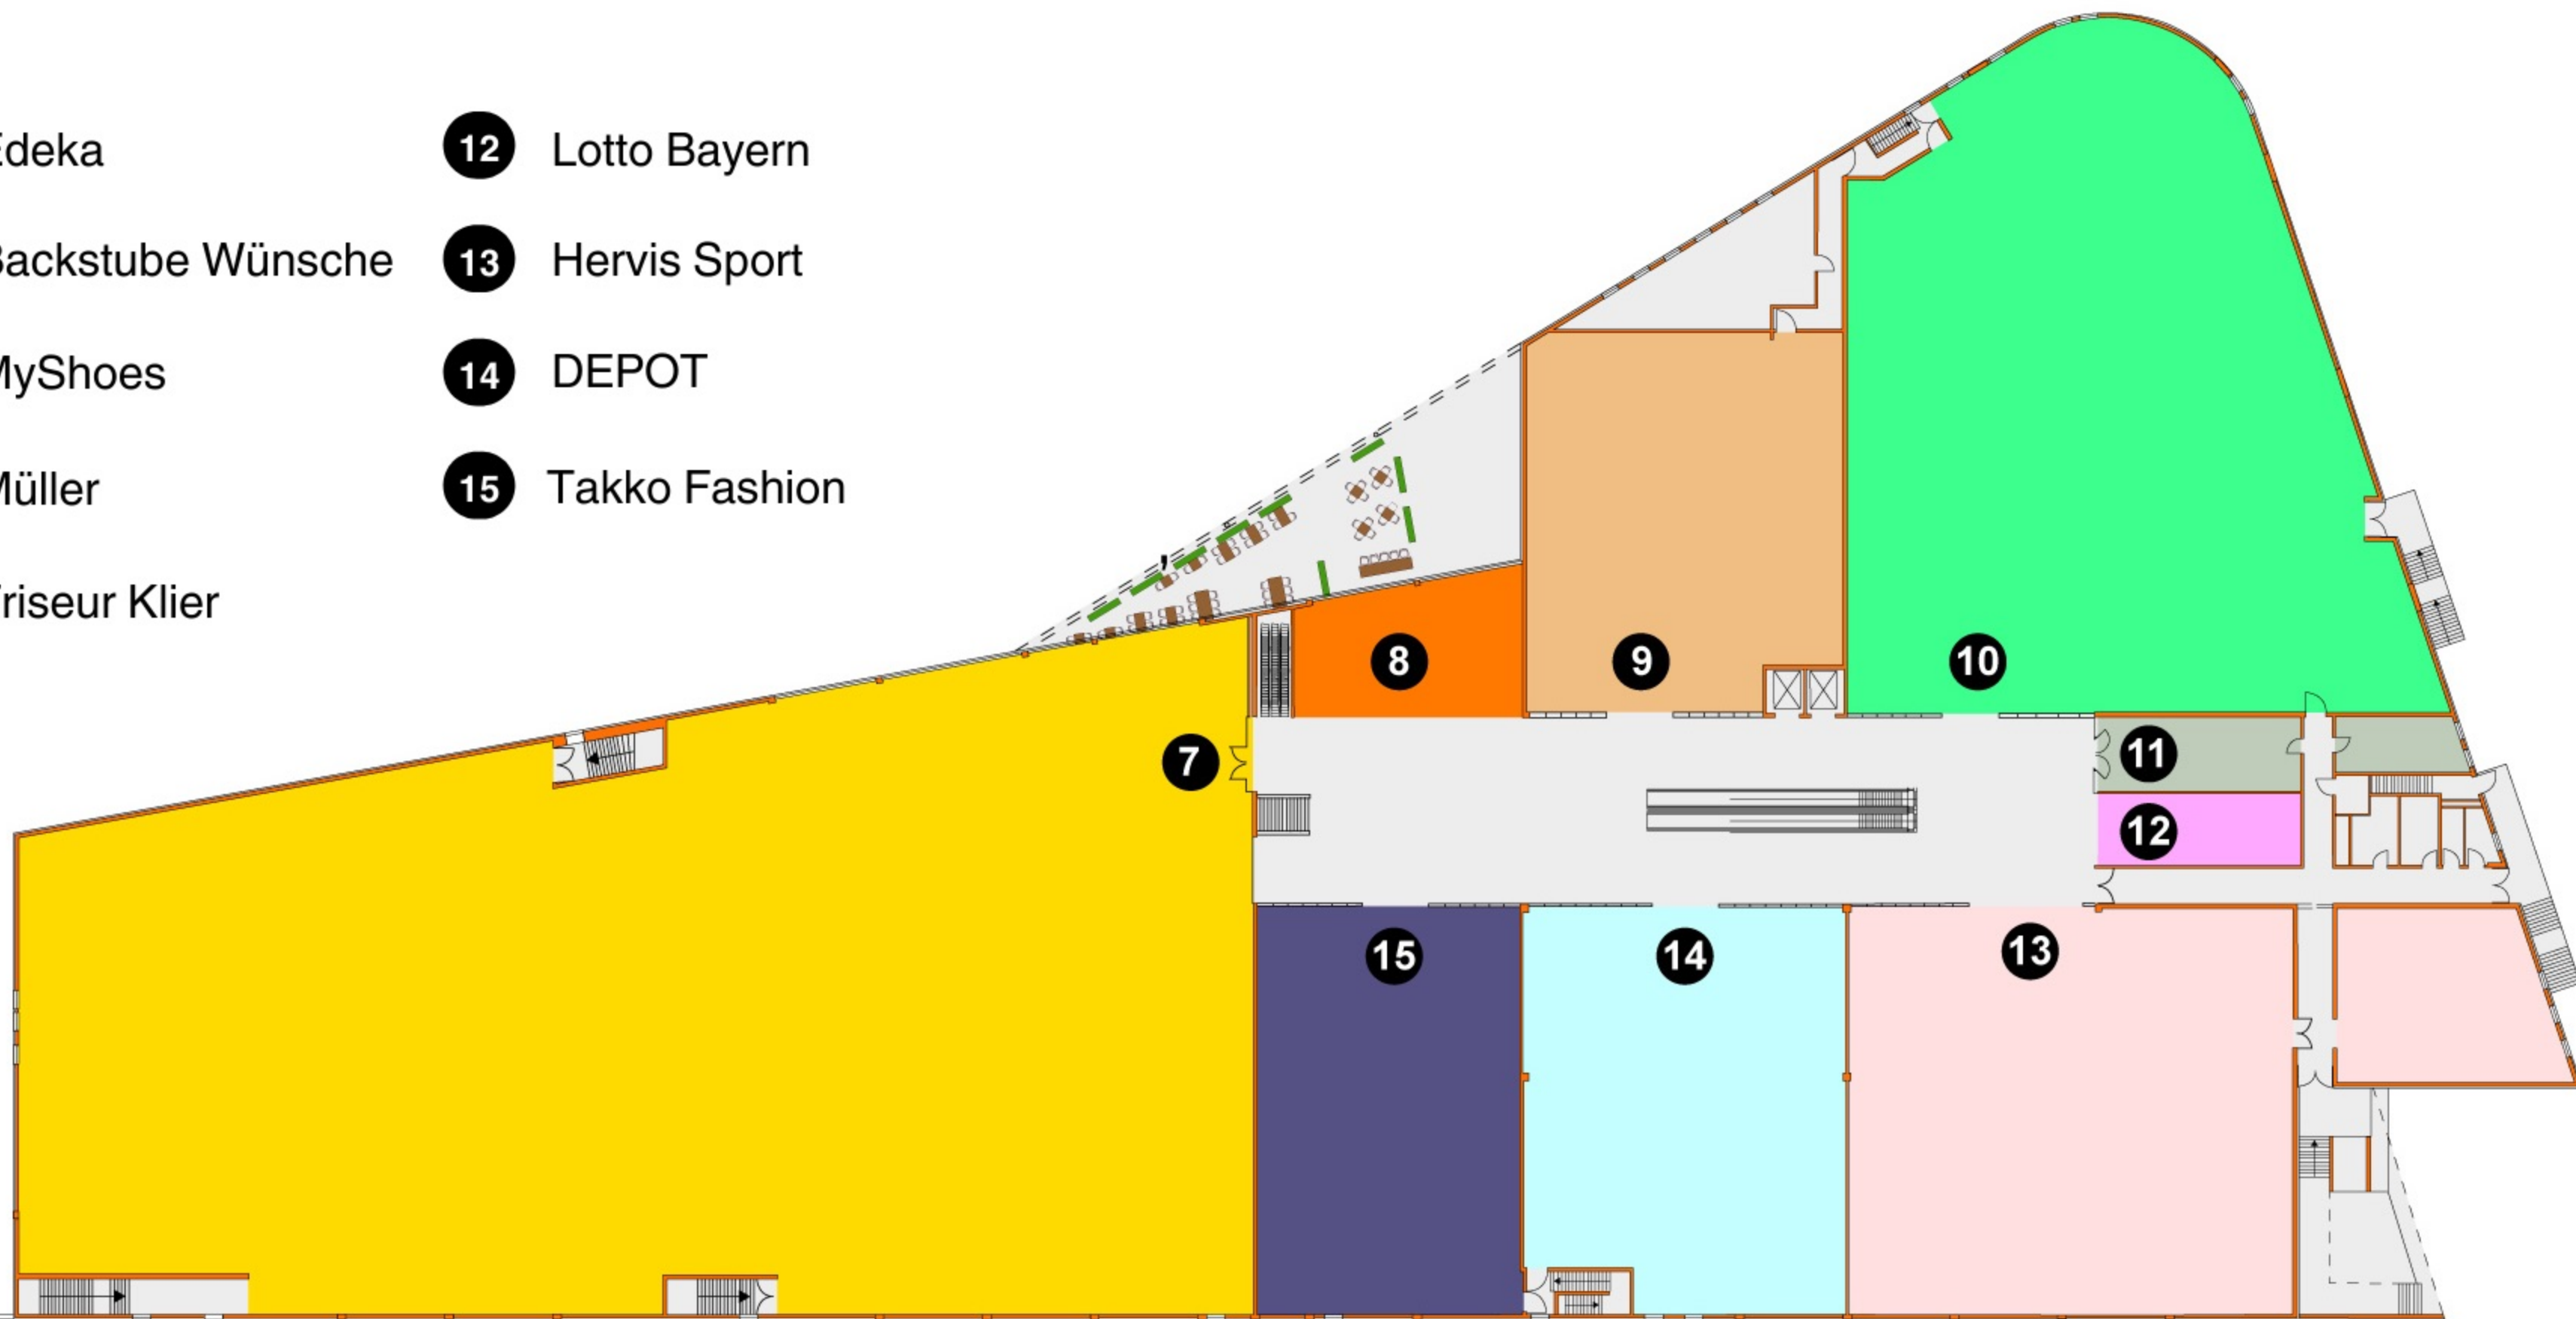 Edeka
Backstube Wünsche
MyShoes
Müller
Friseur Klier
12 Lotto Bayern
13 Hervis Sport
14 DEPOT
15 Takko Fashion
8
9
10
7
11
12
15
14
13